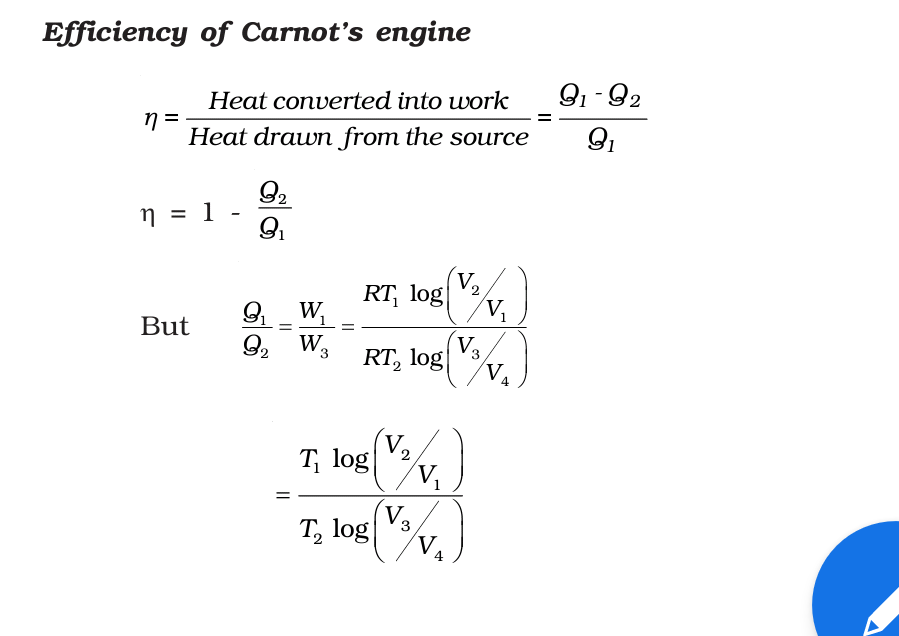 Efficiency of Carnot's engine
η = Heat converted into work / Heat drawn from the source = Q₁ - Q₂ / Q₁
η = 1 - Q₂ / Q₁
But Q₁ / Q₂ = W₁ / W₃ = RT₁ log(V₂/V₁) / RT₂ log(V₃/V₄)
= T₁ log(V₂/V₁) / T₂ log(V₃/V₄)